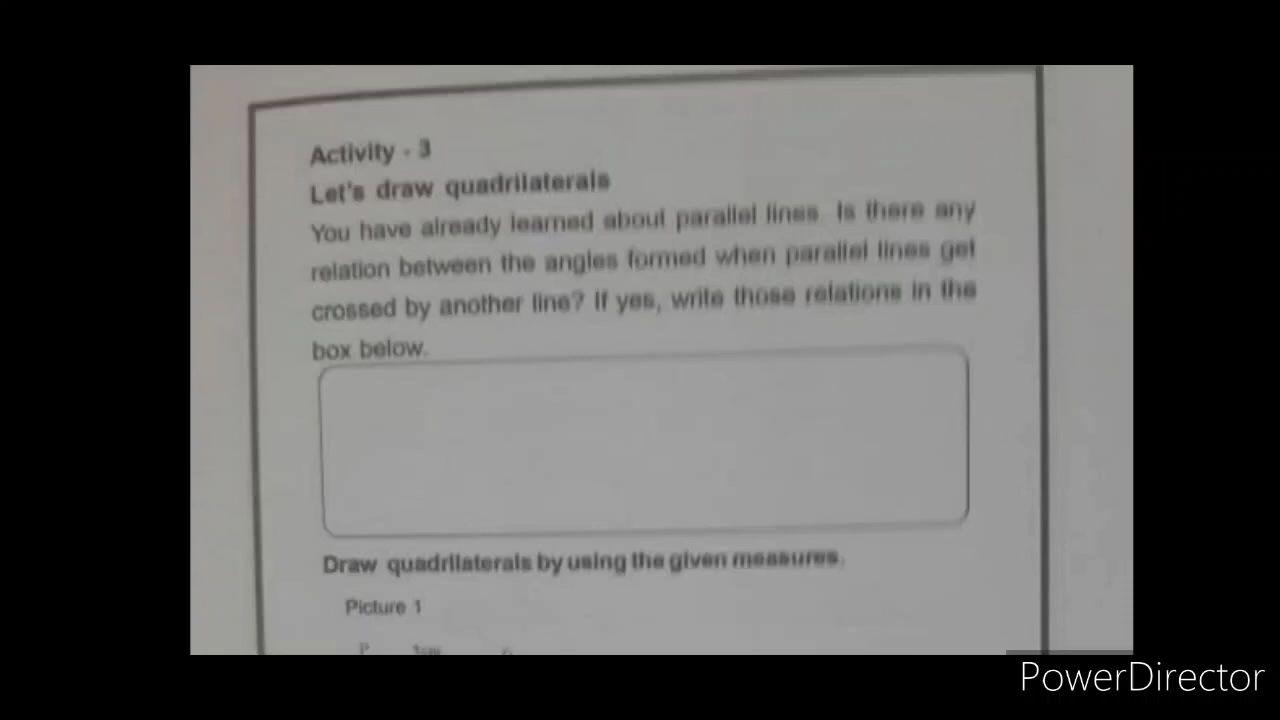 Activity - 3
Let's draw quadrilaterals
You have already learned about parallel lines. Is there any
relation between the angles formed when parallel lines get
crossed by another line? If yes, write those relations in the
box below.
Draw quadrilaterals by using the given measures.
Picture 1
PowerDirector